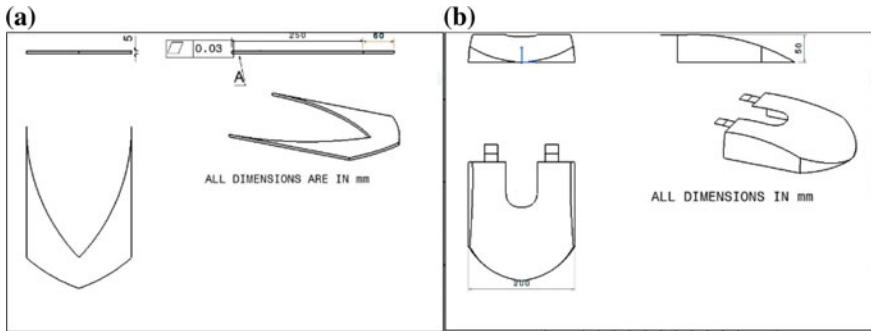 (a)
(b)
5
0.03
250
60
A
ALL DIMENSIONS ARE IN mm
50
ALL DIMENSIONS IN mm
200